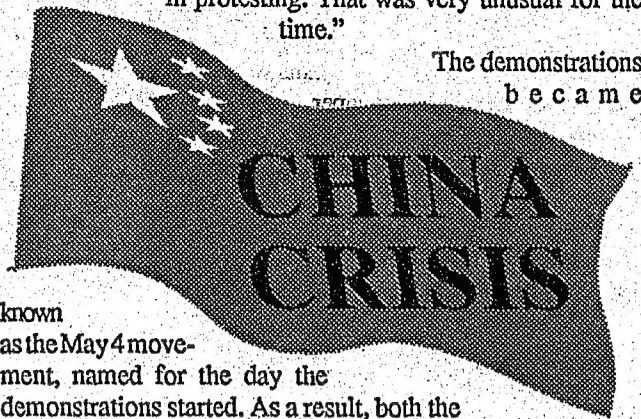 in protesting. That was very unusual for the
time.”
The demonstrations
became
CHINA
CRISIS
known
as the May 4 move-
ment, named for the day the
demonstrations started. As a result, both the